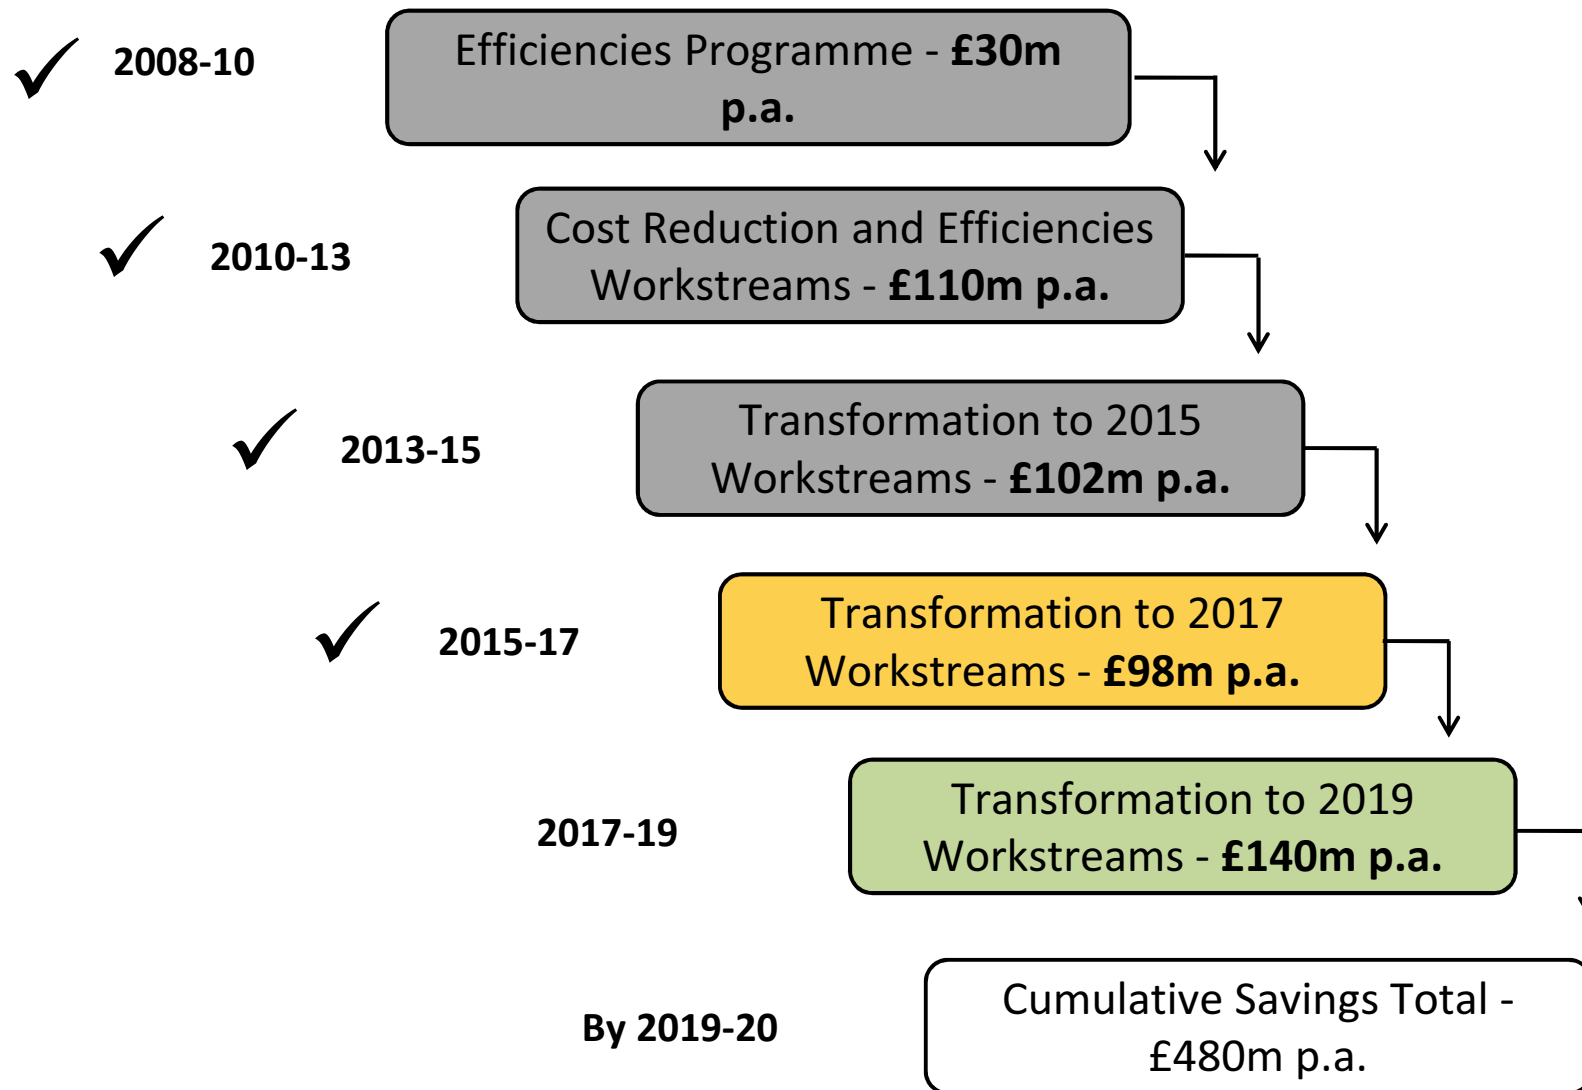 2008-10
Efficiencies Programme - £30m
p.a.
2010-13
Cost Reduction and Efficiencies
Workstreams - £110m p.a.
2013-15
Transformation to 2015
Workstreams - £102m p.a.
2015-17
Transformation to 2017
Workstreams - £98m p.a.
2017-19
Transformation to 2019
Workstreams - £140m p.a.
By 2019-20
Cumulative Savings Total -
£480m p.a.